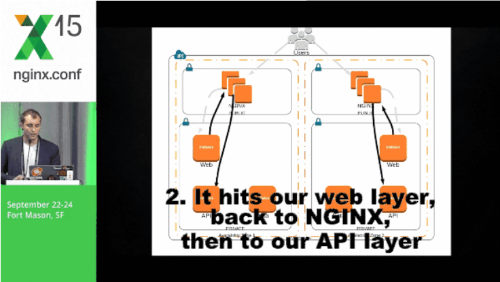 15
nginx.conf
September 22-24
Fort Mason, SF
Users
NGINX
PUBLIC
NGINX
PUBLIC
Web
Web
API
API
2. It hits our web layer,
back to NGINX,
then to our API layer